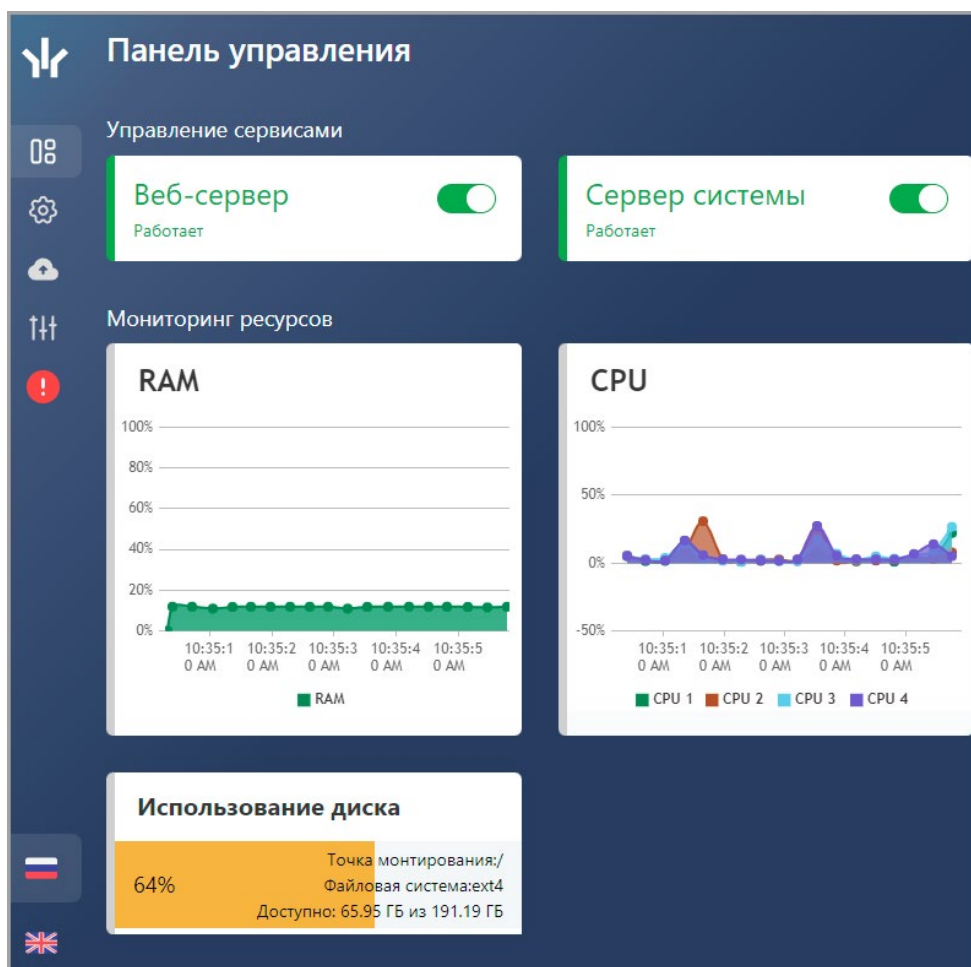 Панель управления
Управление сервисами
Веб-сервер
Работает
Сервер системы
Работает
Мониторинг ресурсов
RAM
100%
80%
60%
40%
20%
0%
10:35:1 10:35:2 10:35:3 10:35:4 10:35:5
0 AM 0 AM 0 AM 0 AM 0 AM
RAM
CPU
100%
50%
0%
-50%
10:35:1 10:35:2 10:35:3 10:35:4 10:35:5
0 AM 0 AM 0 AM 0 AM 0 AM
CPU 1 CPU 2 CPU 3 CPU 4
Использование диска
64%
Точка монтирования:/
Файловая система:ext4
Доступно: 65.95 ГБ из 191.19 ГБ